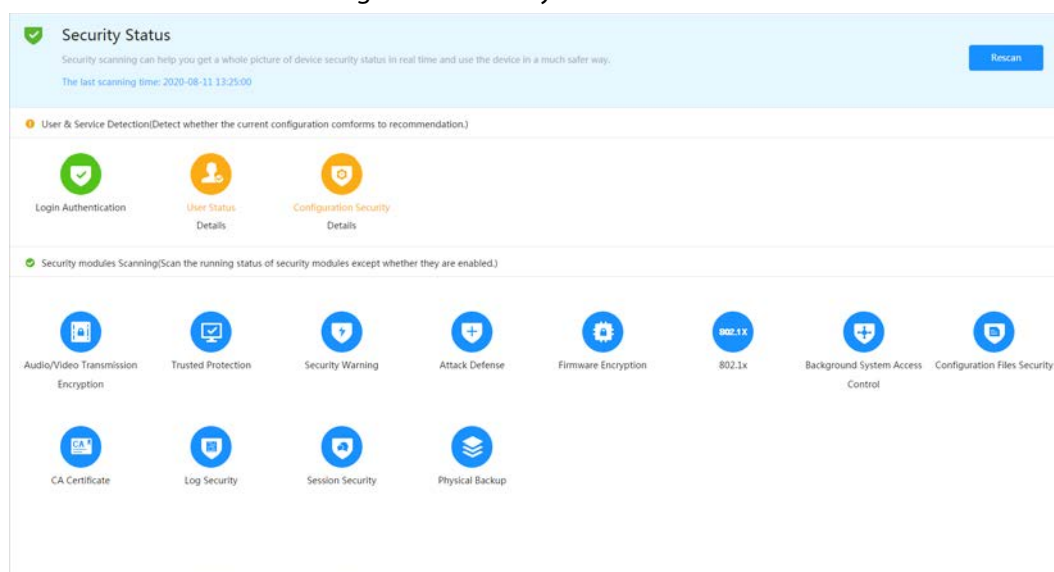 Security Status
Security scanning can help you get a whole picture of device security status in real time and use the device in a much safer way.
The last scanning time: 2020-08-11 13:25:00
Rescan
User & Service Detection(Detect whether the current configuration comforms to recommendation.)
Login Authentication
User Status
Configuration Security
Details
Details
Security modules Scanning(Scan the running status of security modules except whether they are enabled.)
802.1X
Audio/Video Transmission
Encryption
Trusted Protection
Security Warning
Attack Defense
Firmware Encryption
802.1x
Background System Access
Control
Configuration Files Security
CA
CA Certificate
Log Security
Session Security
Physical Backup